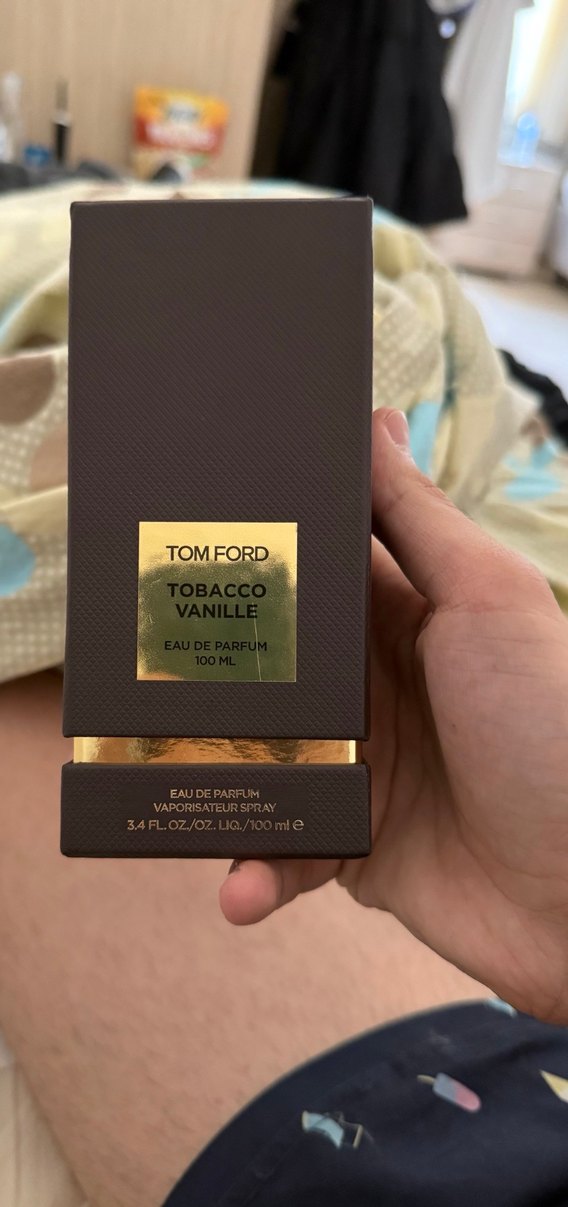 TOM FORD
TOBACCO
VANILLE
EAU DE PARFUM
100 ML
EAU DE PARFUM
VAPORISATEUR SPRAY
3.4 FL. OZ./OZ. LIQ./100 ml ℮